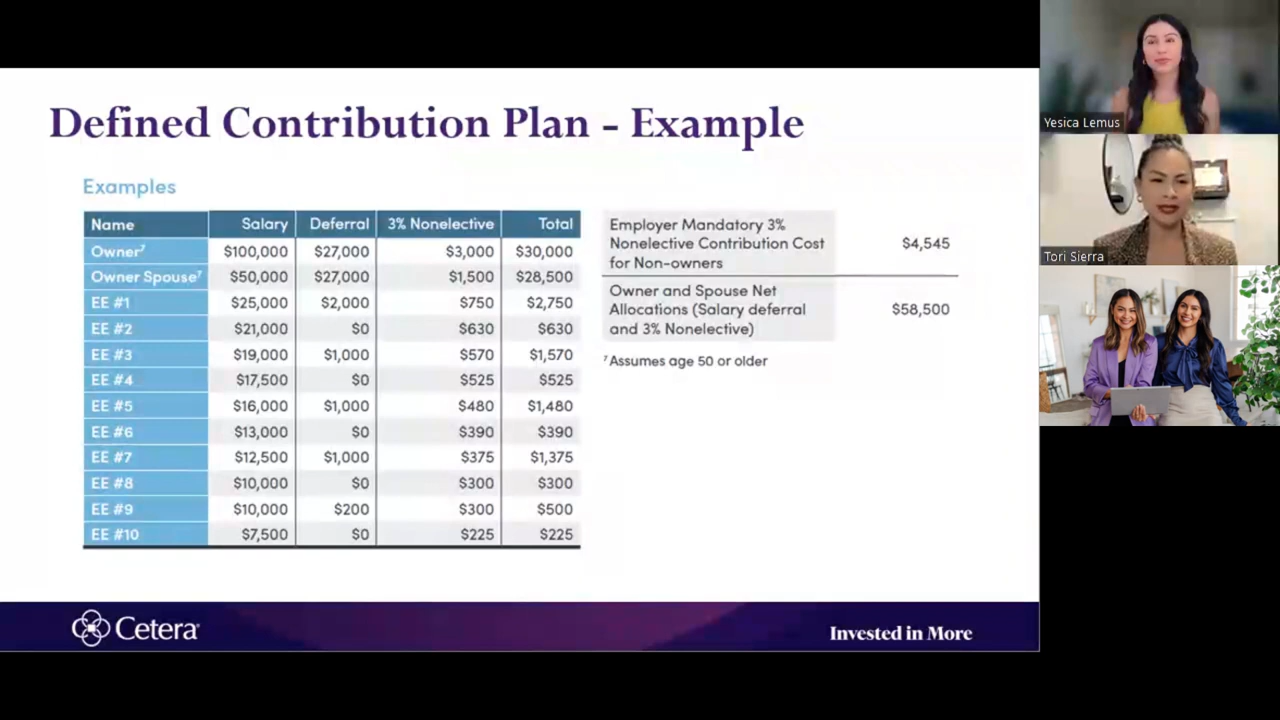 Defined Contribution Plan - Example
Examples
Name Salary Deferral 3% Nonelective Total
Owner⁷ $100,000 $27,000 $3,000 $30,000
Owner Spouse⁷ $50,000 $27,000 $1,500 $28,500
EE #1 $25,000 $2,000 $750 $2,750
EE #2 $21,000 $0 $630 $630
EE #3 $19,000 $1,000 $570 $1,570
EE #4 $17,500 $0 $525 $525
EE #5 $16,000 $1,000 $480 $1,480
EE #6 $13,000 $0 $390 $390
EE #7 $12,500 $1,000 $375 $1,375
EE #8 $10,000 $0 $300 $300
EE #9 $10,000 $200 $300 $500
EE #10 $7,500 $0 $225 $225
Employer Mandatory 3%
Nonelective Contribution Cost $4,545
for Non-owners
Owner and Spouse Net
Allocations (Salary deferral $58,500
and 3% Nonelective)
⁷Assumes age 50 or older
Cetera®
Invested in More
Yesica Lemus
Tori Sierra